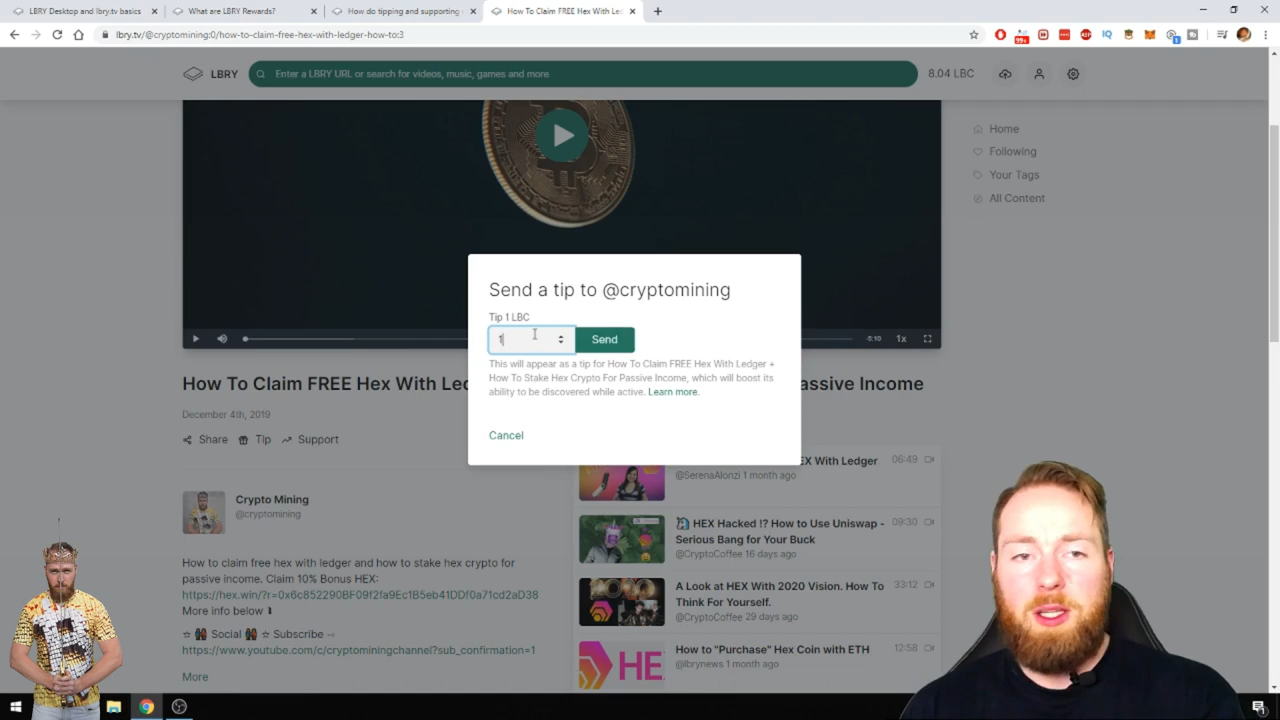 LBRY Desktop and lbry.tv basics
What are LBRY Rewards?
How do tipping and supporting
How To Claim FREE Hex With Le
lbry.tv/@cryptomining:0/how-to-claim-free-hex-with-ledger-how-to:3
99+
LBRY
Enter a LBRY URL or search for videos, music, games and more
8.04 LBC
Home
Following
Your Tags
All Content
Send a tip to @cryptomining
Tip 1 LBC
1
Send
This will appear as a tip for How To Claim FREE Hex With Ledger +
How To Stake Hex Crypto For Passive Income, which will boost its
ability to be discovered while active. Learn more.
Cancel
-5:10
1x
How To Claim FREE Hex With Led
assive Income
December 4th, 2019
Share
Tip
Support
Crypto Mining
@cryptomining
How to claim free hex with ledger and how to stake hex crypto for
passive income. Claim 10% Bonus HEX:
https://hex.win/?r=0x6c852290BF09f2fa9Ec1B5eb41DDf0a71cd2aD38
More info below
Social
Subscribe
https://www.youtube.com/c/cryptominingchannel?sub_confirmation=1
More
X With Ledger
06:49
@SerenaAlonzi 1 month ago
HEX Hacked !? How to Use Uniswap -
Serious Bang for Your Buck
09:30
@CryptoCoffee 16 days ago
A Look at HEX With 2020 Vision. How To
Think For Yourself.
33:12
@CryptoCoffee 29 days ago
How to "Purchase" Hex Coin with ETH
12:58
@lbrynews 1 month ago
HE